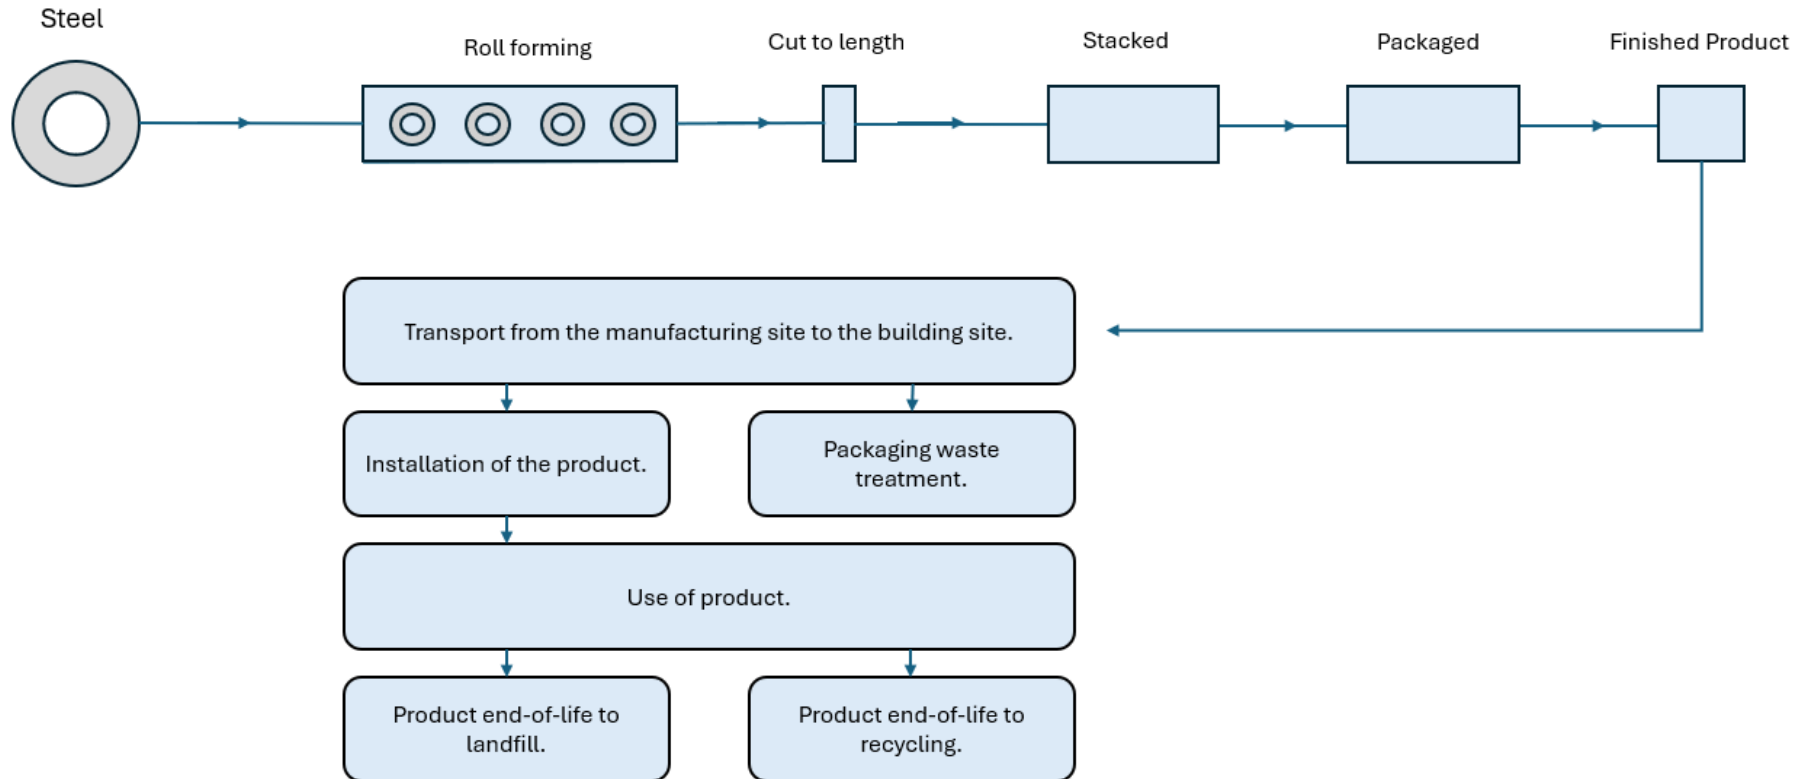 Steel
Roll forming
Cut to length
Stacked
Packaged
Finished Product
Transport from the manufacturing site to the building site.
Installation of the product.
Packaging waste
treatment.
Use of product.
Product end-of-life to
landfill.
Product end-of-life to
recycling.